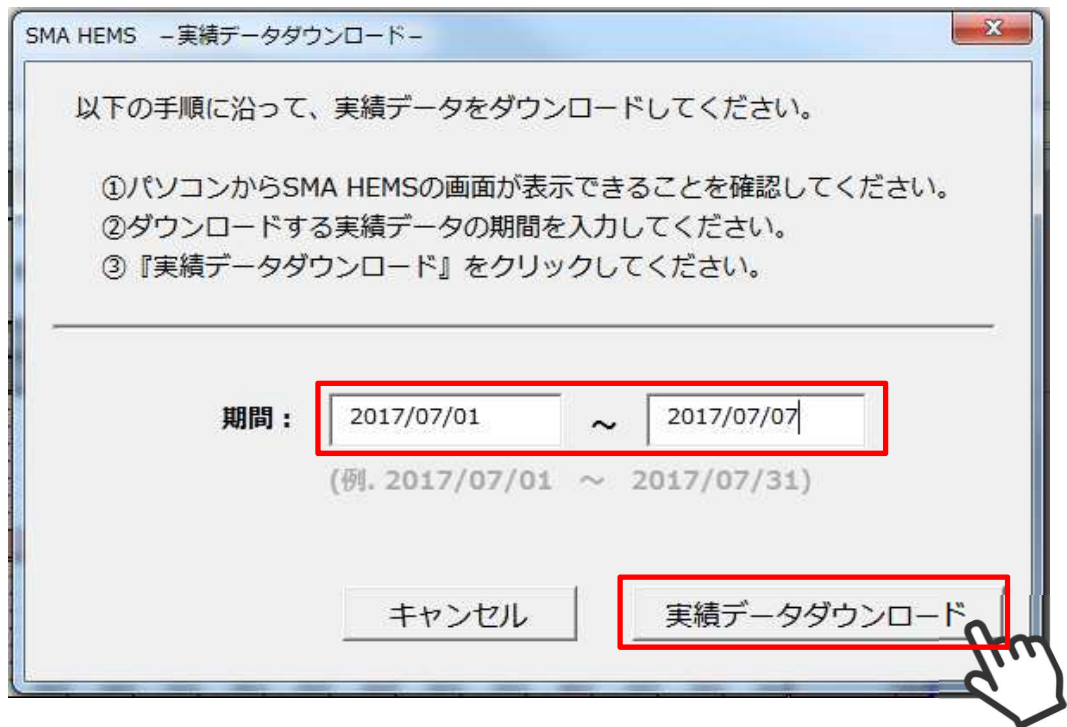 SMA HEMS －実績データダウンロード－
以下の手順に沿って、実績データをダウンロードしてください。
①パソコンからSMA HEMSの画面が表示できることを確認してください。
②ダウンロードする実績データの期間を入力してください。
③『実績データダウンロード』をクリックしてください。
期間： 2017/07/01 ～ 2017/07/07
(例. 2017/07/01 ～ 2017/07/31)
キャンセル 実績データダウンロード